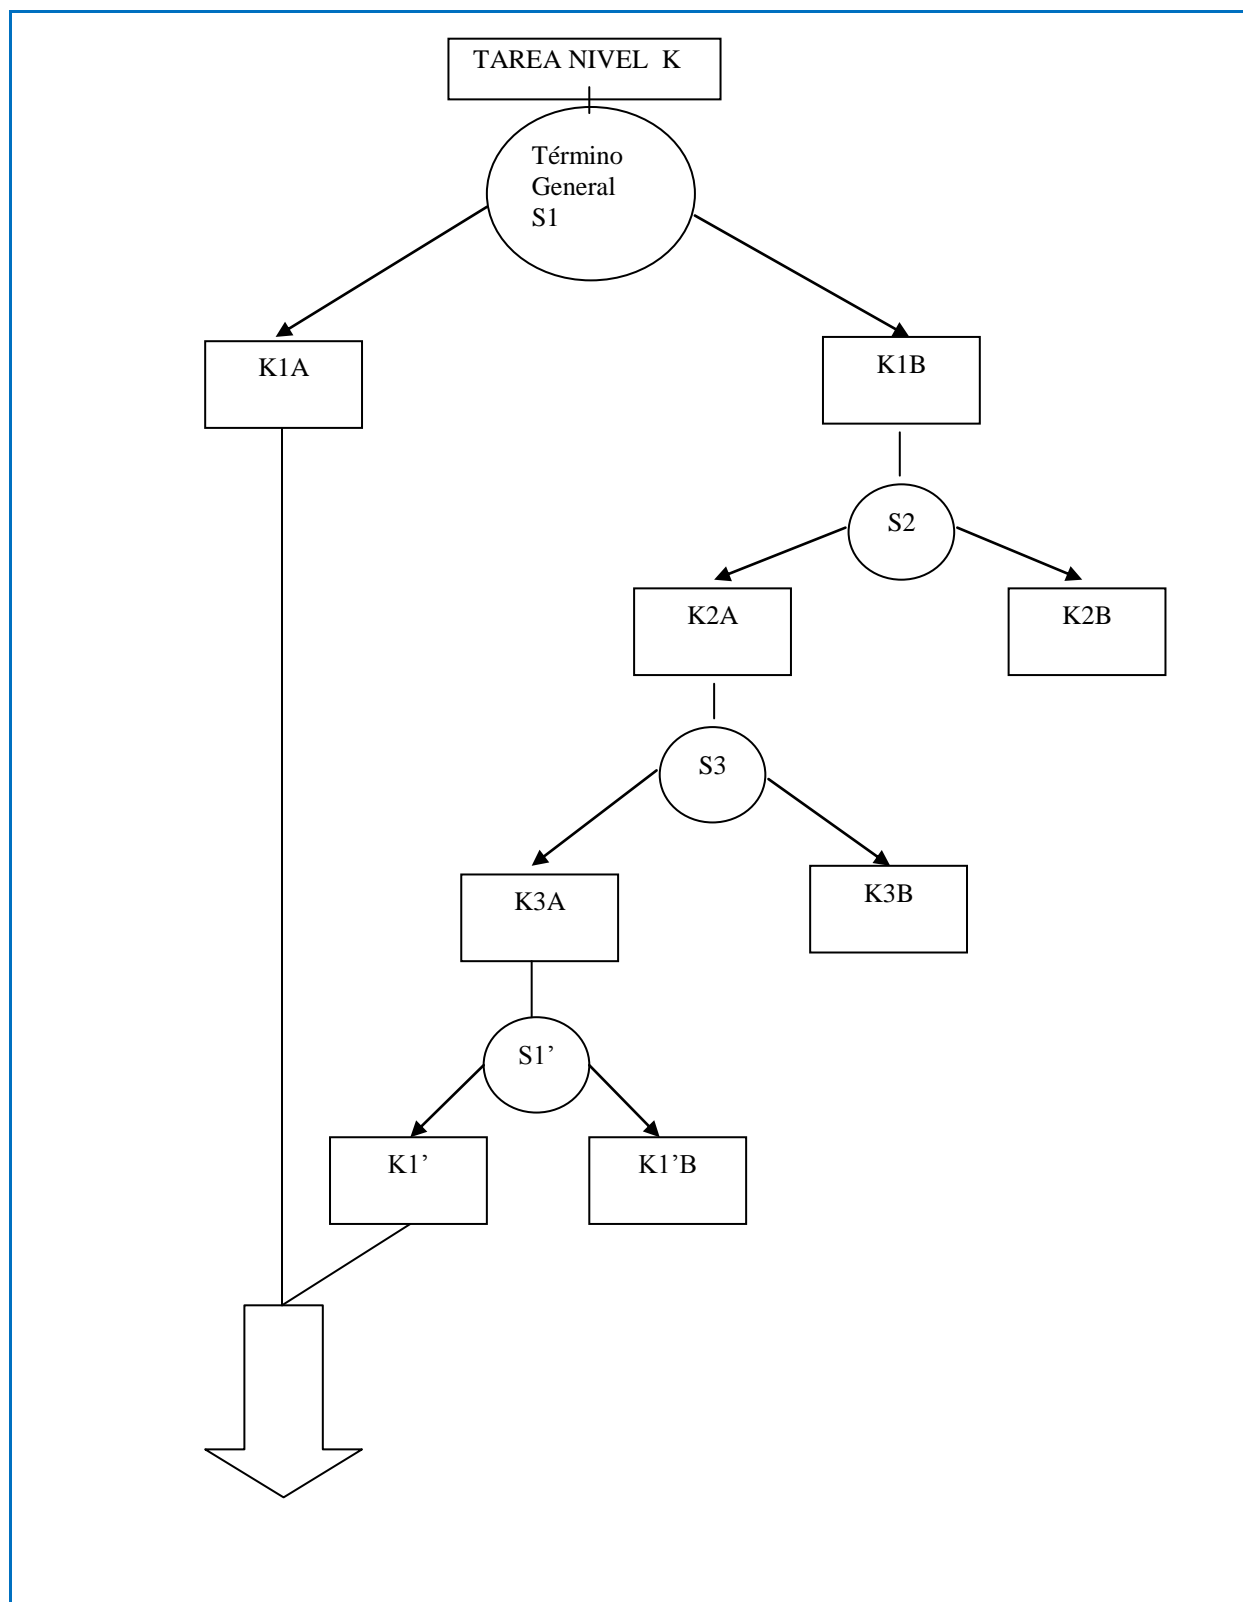 TAREA NIVEL  K
Término
General
S1
K1A
K1B
S2
K2A
K2B
S3
K3A
K3B
S1’
K1’
K1’B